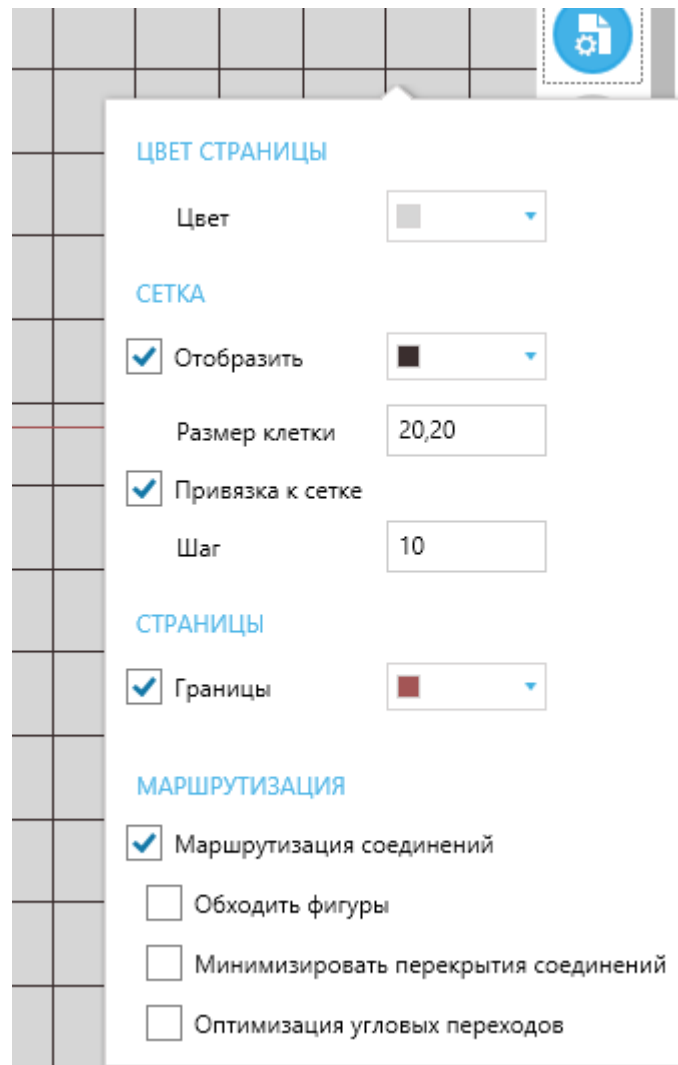 ЦВЕТ СТРАНИЦЫ
Цвет
СЕТКА
Отобразить
Размер клетки 20,20
Привязка к сетке
Шаг 10
СТРАНИЦЫ
Границы
МАРШРУТИЗАЦИЯ
Маршрутизация соединений
Обходить фигуры
Минимизировать перекрытия соединений
Оптимизация угловых переходов